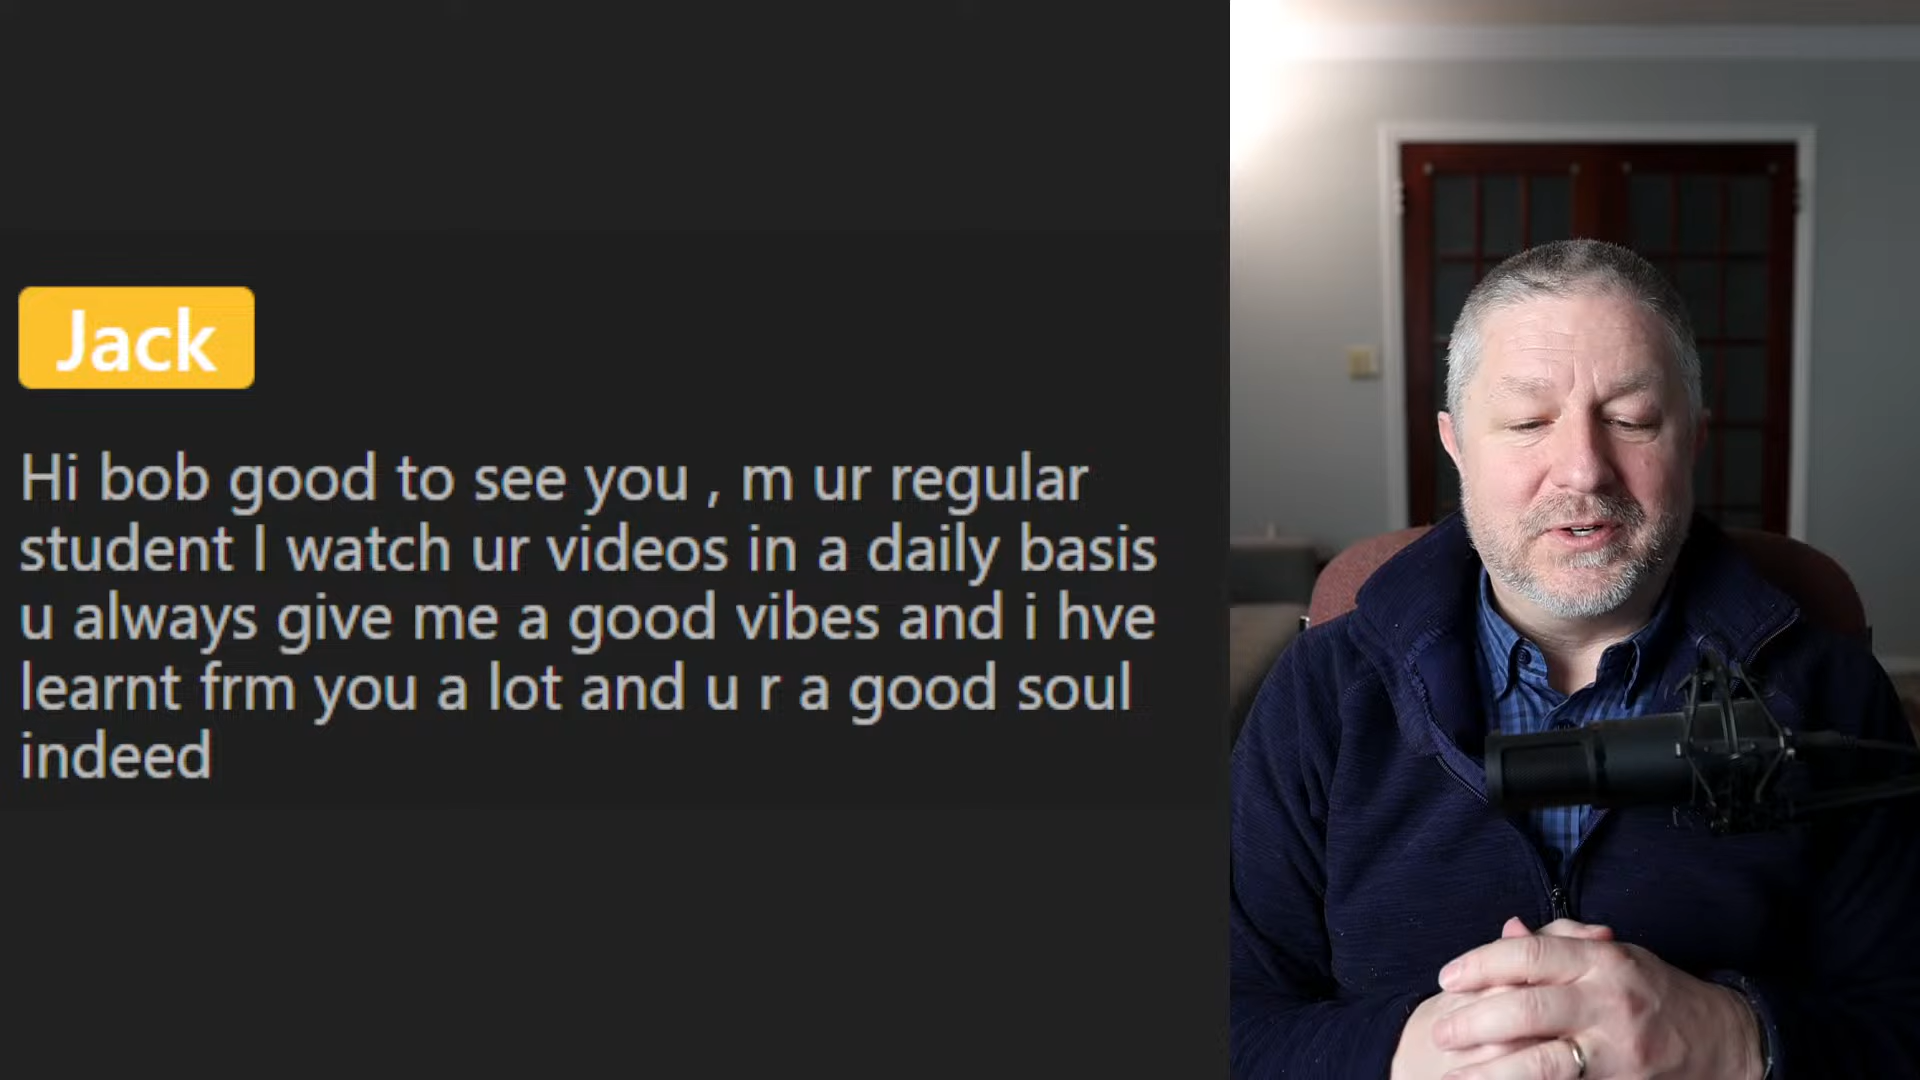 Jack
Hi bob good to see you , m ur regular
student I watch ur videos in a daily basis
u always give me a good vibes and i hve
learnt frm you a lot and u r a good soul
indeed